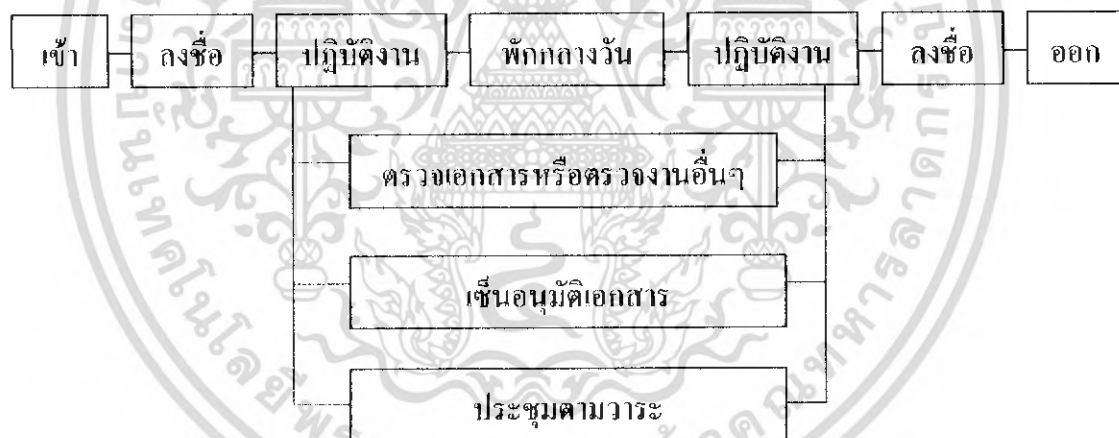 เข้า ลงชื่อ ปฏิบัติงาน พักกลางวัน ปฏิบัติงาน ลงชื่อ ออก
ตรวจเอกสารหรือตรวจงานอื่นๆ
เซ็นอนุมัติเอกสาร
ประชุมตามวาระ